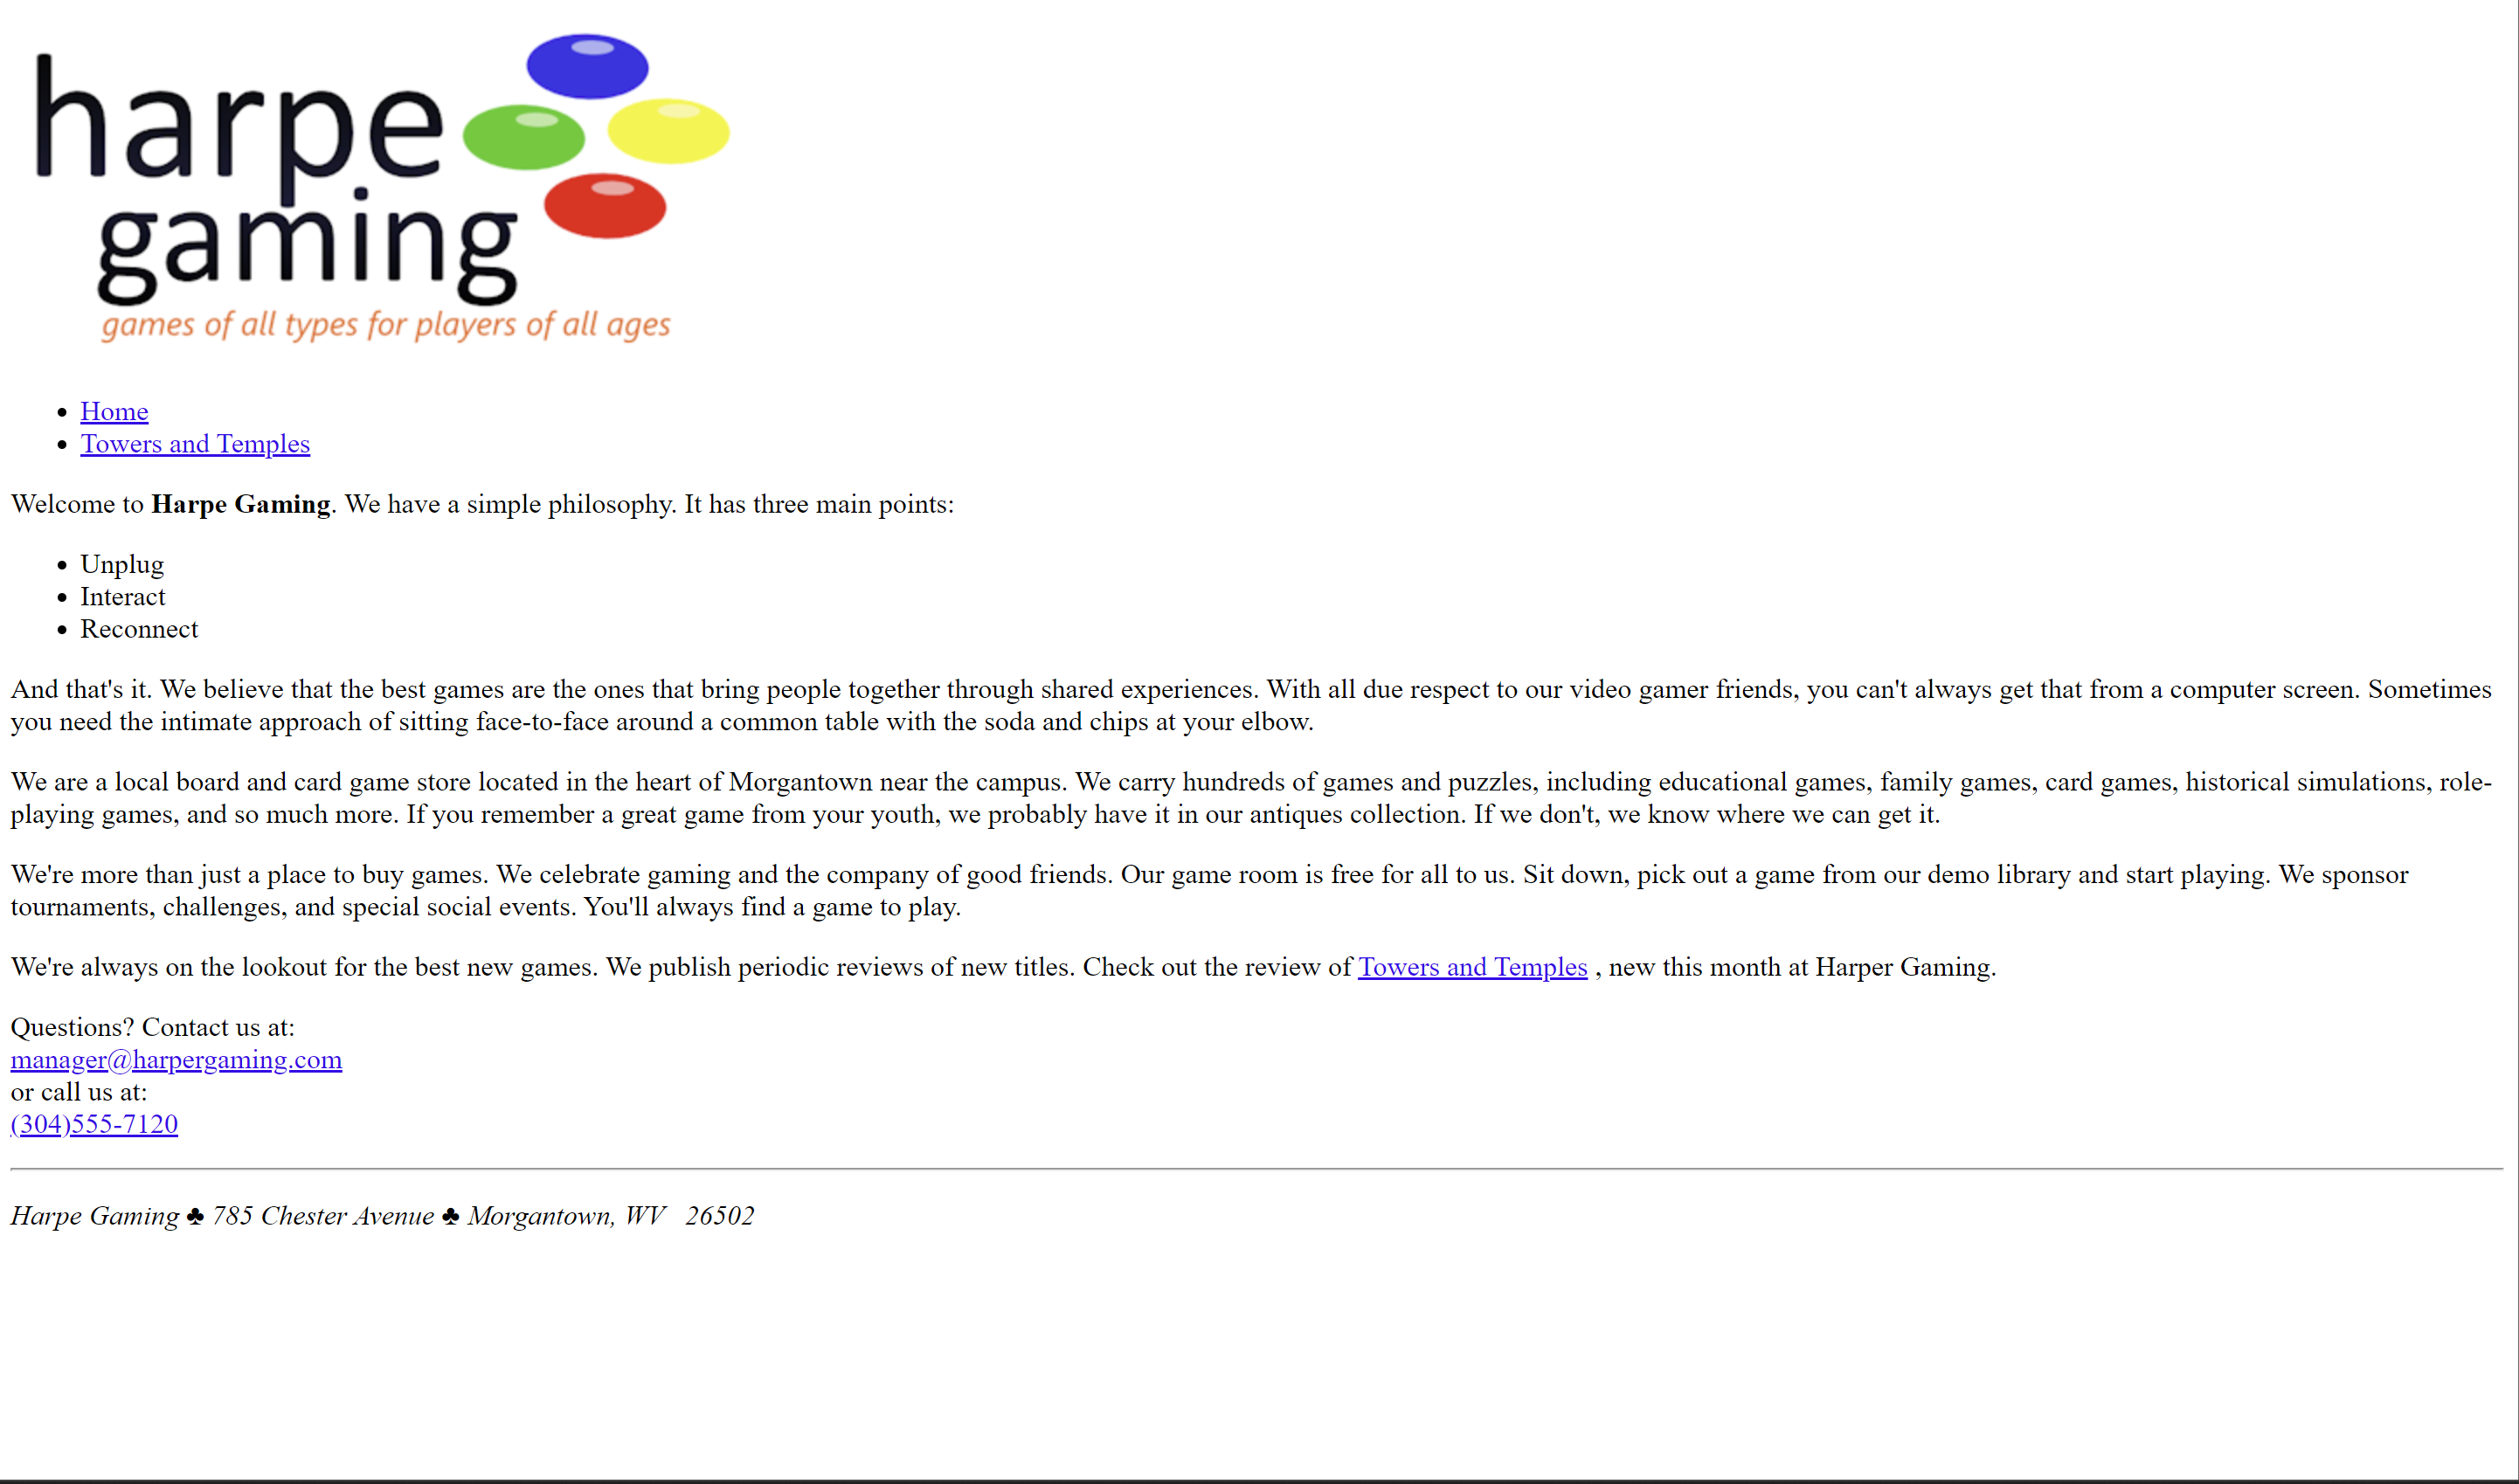 harpe
gaming
games of all types for players of all ages
Home
Towers and Temples
Welcome to Harpe Gaming. We have a simple philosophy. It has three main points:
Unplug
Interact
Reconnect
And that's it. We believe that the best games are the ones that bring people together through shared experiences. With all due respect to our video gamer friends, you can't always get that from a computer screen. Sometimes
you need the intimate approach of sitting face-to-face around a common table with the soda and chips at your elbow.
We are a local board and card game store located in the heart of Morgantown near the campus. We carry hundreds of games and puzzles, including educational games, family games, card games, historical simulations, role-
playing games, and so much more. If you remember a great game from your youth, we probably have it in our antiques collection. If we don't, we know where we can get it.
We're more than just a place to buy games. We celebrate gaming and the company of good friends. Our game room is free for all to us. Sit down, pick out a game from our demo library and start playing. We sponsor
tournaments, challenges, and special social events. You'll always find a game to play.
We're always on the lookout for the best new games. We publish periodic reviews of new titles. Check out the review of Towers and Temples , new this month at Harper Gaming.
Questions? Contact us at:
manager@harpergaming.com
or call us at:
(304)555-7120
Harpe Gaming ♣ 785 Chester Avenue ♣ Morgantown, WV   26502